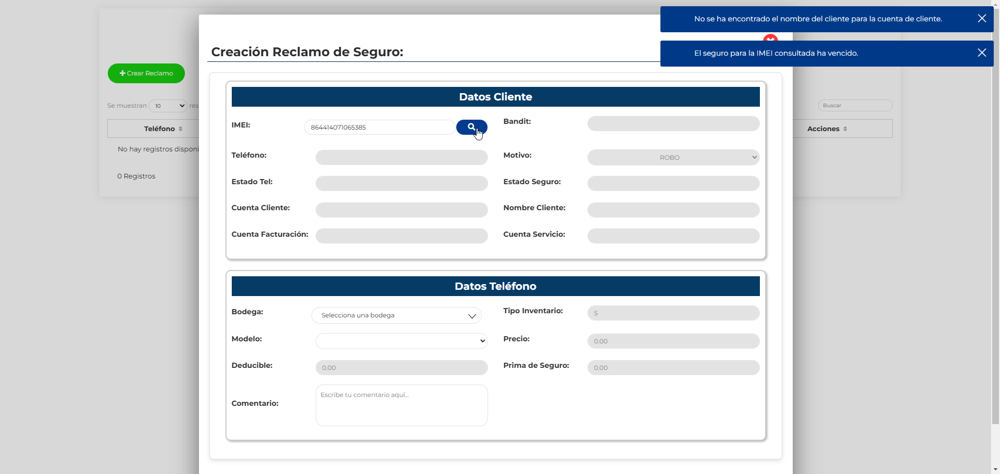 No se ha encontrado el nombre del cliente para la cuenta de cliente.
El seguro para la IMEI consultada ha vencido.
Creación Reclamo de Seguro:
Crear Reclamo
Se muestran 10 res
Buscar
Teléfono
Acciones
No hay registros disponi
0 Registros
Datos Cliente
IMEI: 864414071065385
Bandit:
Teléfono:
Motivo: ROBO
Estado Tel:
Estado Seguro:
Cuenta Cliente:
Nombre Cliente:
Cuenta Facturación:
Cuenta Servicio:
Datos Teléfono
Bodega: Selecciona una bodega
Tipo Inventario: S
Modelo:
Precio: 0.00
Deducible: 0.00
Prima de Seguro: 0.00
Comentario: Escribe tu comentario aquí...